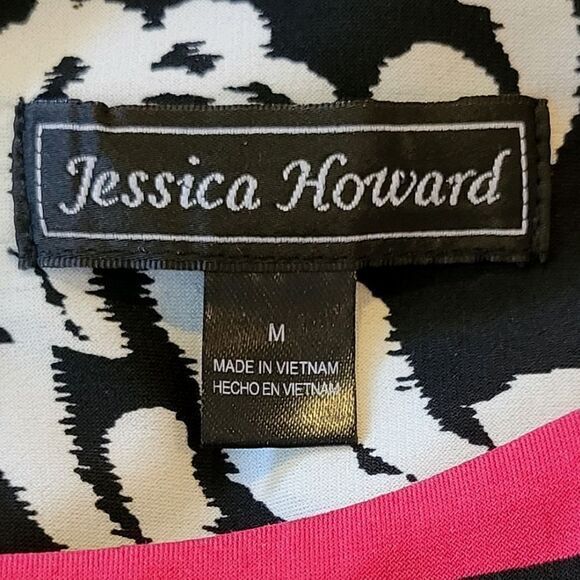 Jessica Howard
M
MADE IN VIETNAM
HECHO EN VIETNAM